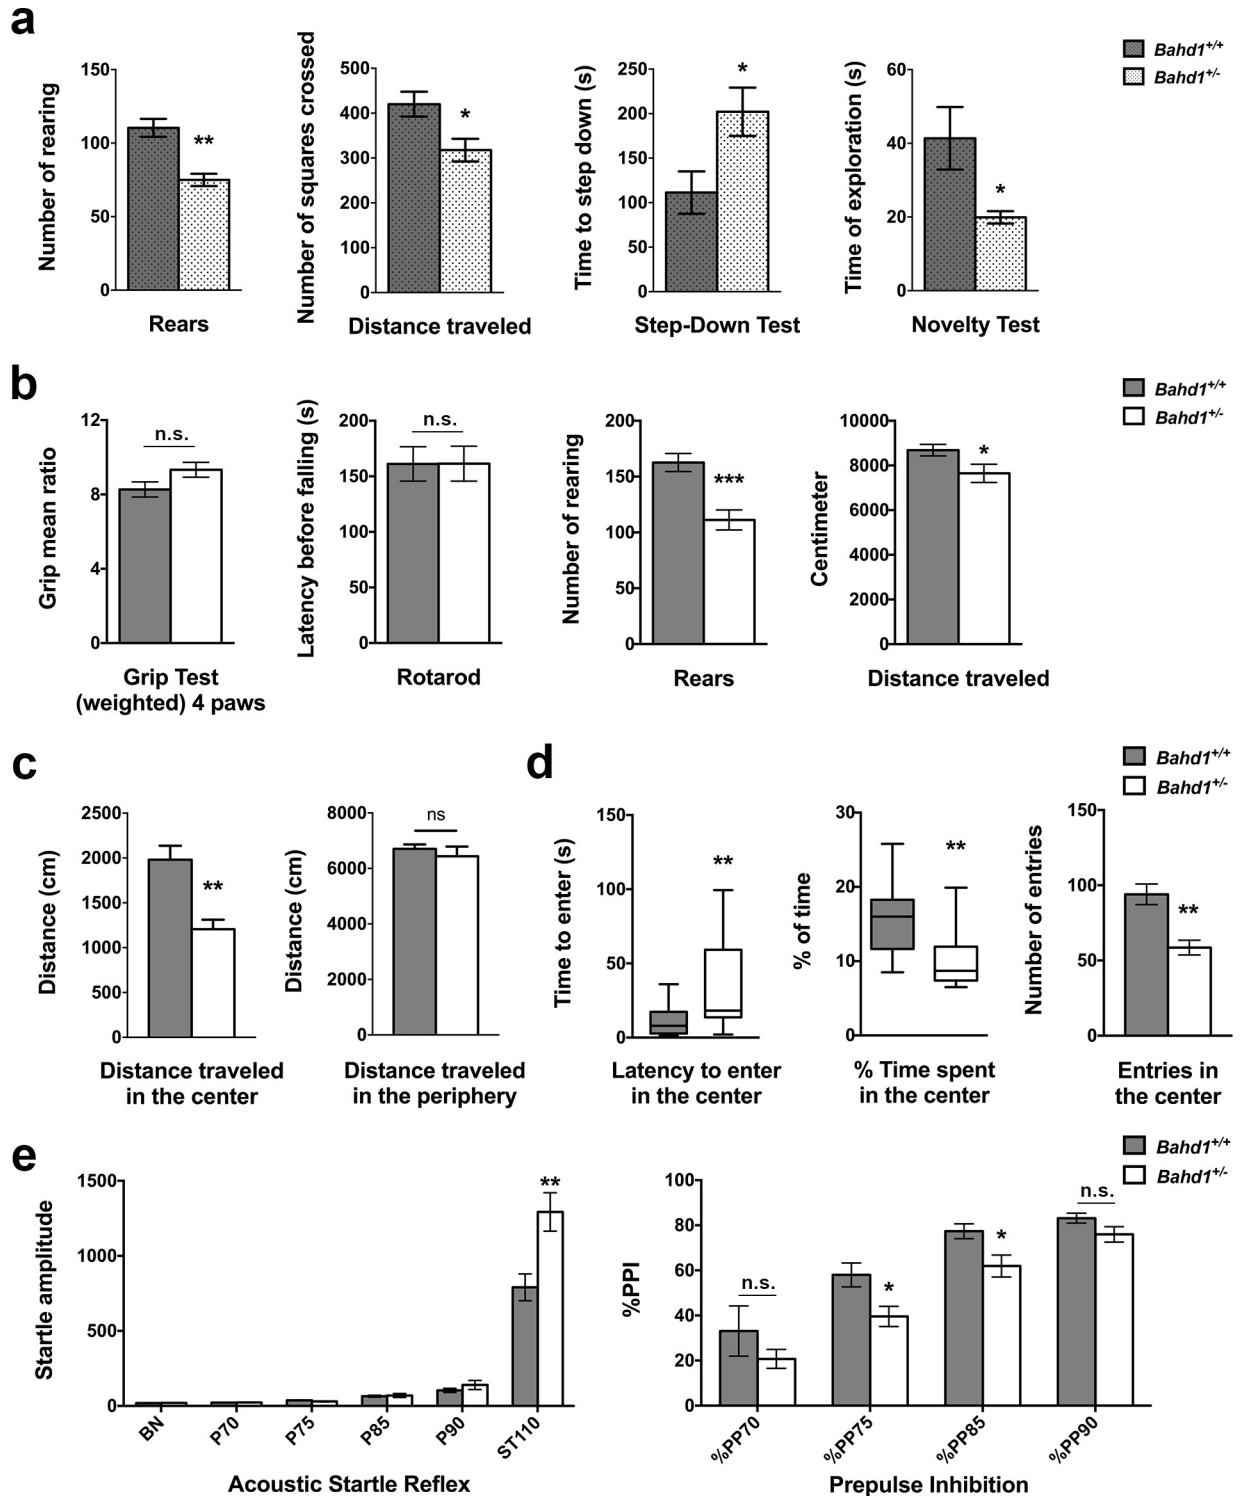 a
Bahd1+/+
Bahd1+/-
Number of rearing
150
100
50
0
**
Rears
Number of squares crossed
500
400
300
200
100
0
*
Distance traveled
Time to step down (s)
250
200
150
100
50
0
*
Step-Down Test
Time of exploration (s)
60
40
20
0
*
Novelty Test
b
Bahd1+/+
Bahd1+/-
Grip mean ratio
12
8
4
0
n.s.
Grip Test
(weighted) 4 paws
Latency before falling (s)
200
150
100
50
0
n.s.
Rotarod
Number of rearing
200
150
100
50
0
***
Rears
Centimeter
10000
8000
6000
4000
2000
0
*
Distance traveled
c
Distance (cm)
2500
2000
1500
1000
500
0
**
Distance traveled
in the center
Distance (cm)
8000
6000
4000
2000
0
ns
Distance traveled
in the periphery
d
Bahd1+/+
Bahd1+/-
Time to enter (s)
150
100
50
0
**
Latency to enter
in the center
% of time
30
20
10
0
**
% Time spent
in the center
Number of entries
150
100
50
0
**
Entries in
the center
e
Bahd1+/+
Bahd1+/-
Startle amplitude
1500
1000
500
0
**
BN
P70
P75
P85
P90
ST110
Acoustic Startle Reflex
%PPI
100
80
60
40
20
0
n.s.
*
*
n.s.
%PP70
%PP75
%PP85
%PP90
Prepulse Inhibition